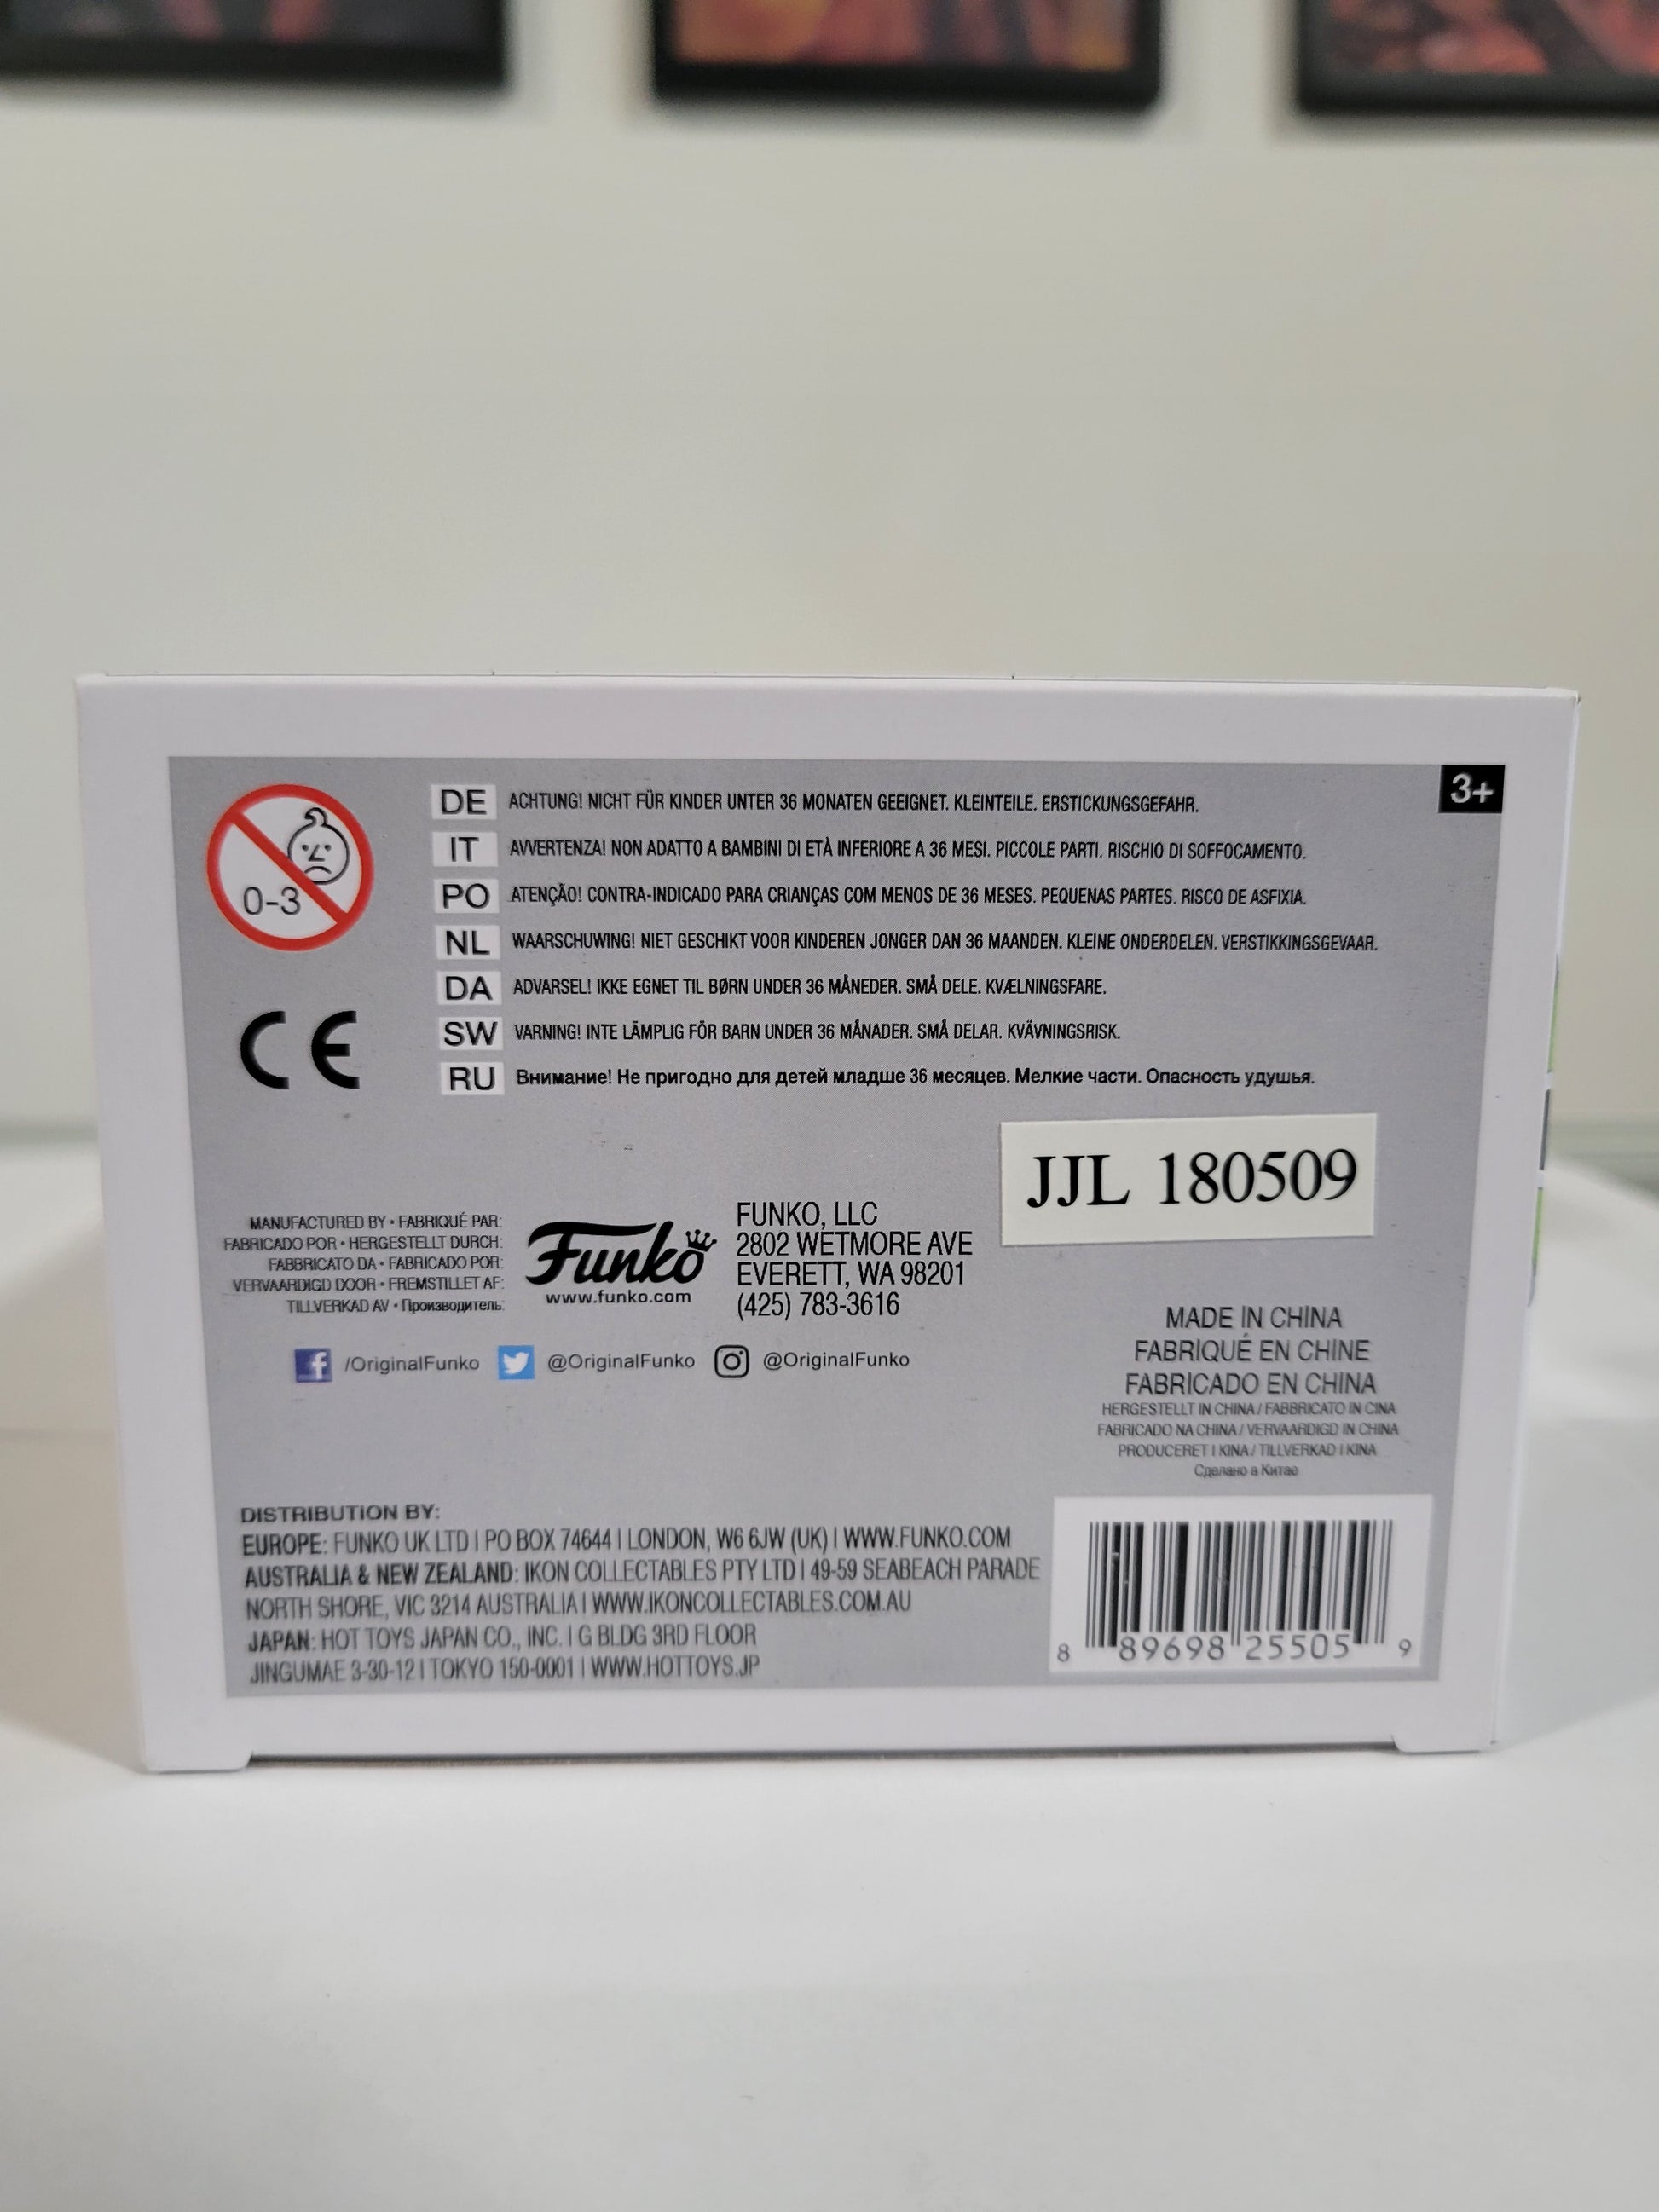 3+
0-3
DE ACHTUNG! NICHT FÜR KINDER UNTER 36 MONATEN GEEIGNET. KLEINTEILE. ERSTICKUNGSGEFAHR.
IT AVVERTENZA! NON ADATTO A BAMBINI DI ETÀ INFERIORE A 36 MESI. PICCOLE PARTI. RISCHIO DI SOFFOCAMENTO.
PO ATENÇÃO! CONTRA-INDICADO PARA CRIANÇAS COM MENOS DE 36 MESES. PEQUENAS PARTES. RISCO DE ASFIXIA.
NL WAARSCHUWING! NIET GESCHIKT VOOR KINDEREN JONGER DAN 36 MAANDEN. KLEINE ONDERDELEN. VERSTIKKINGSGEVAAR.
DA ADVARSEL! IKKE EGNET TIL BØRN UNDER 36 MÅNEDER. SMÅ DELE. KVÆLNINGSFARE.
SW VARNING! INTE LÄMPLIG FÖR BARN UNDER 36 MÅNADER. SMÅ DELAR. KVÄVNINGSRISK.
RU Внимание! Не пригодно для детей младше 36 месяцев. Мелкие части. Опасность удушья.
CE
JJL 180509
MANUFACTURED BY • FABRIQUÉ PAR:
FABRICADO POR • HERGESTELLT DURCH:
FABBRICATO DA • FABRICADO POR:
VERVAARDIGD DOOR • FREMSTILLET AF:
TILLVERKAD AV • Производитель:
Funko
www.funko.com
FUNKO, LLC
2802 WETMORE AVE
EVERETT, WA 98201
(425) 783-3616
/OriginalFunko @OriginalFunko @OriginalFunko
MADE IN CHINA
FABRIQUÉ EN CHINE
FABRICADO EN CHINA
HERGESTELLT IN CHINA / FABBRICATO IN CINA
FABRICADO NA CHINA / VERVAARDIGD IN CHINA
PRODUCERET I KINA / TILLVERKAD I KINA
Сделано в Китае
DISTRIBUTION BY:
EUROPE: FUNKO UK LTD | PO BOX 74644 | LONDON, W6 6JW (UK) | WWW.FUNKO.COM
AUSTRALIA & NEW ZEALAND: IKON COLLECTABLES PTY LTD | 49-59 SEABEACH PARADE
NORTH SHORE, VIC 3214 AUSTRALIA | WWW.IKONCOLLECTABLES.COM.AU
JAPAN: HOT TOYS JAPAN CO., INC. | G BLDG 3RD FLOOR
JINGUMAE 3-30-12 | TOKYO 150-0001 | WWW.HOTTOYS.JP
8 89698 25505 9